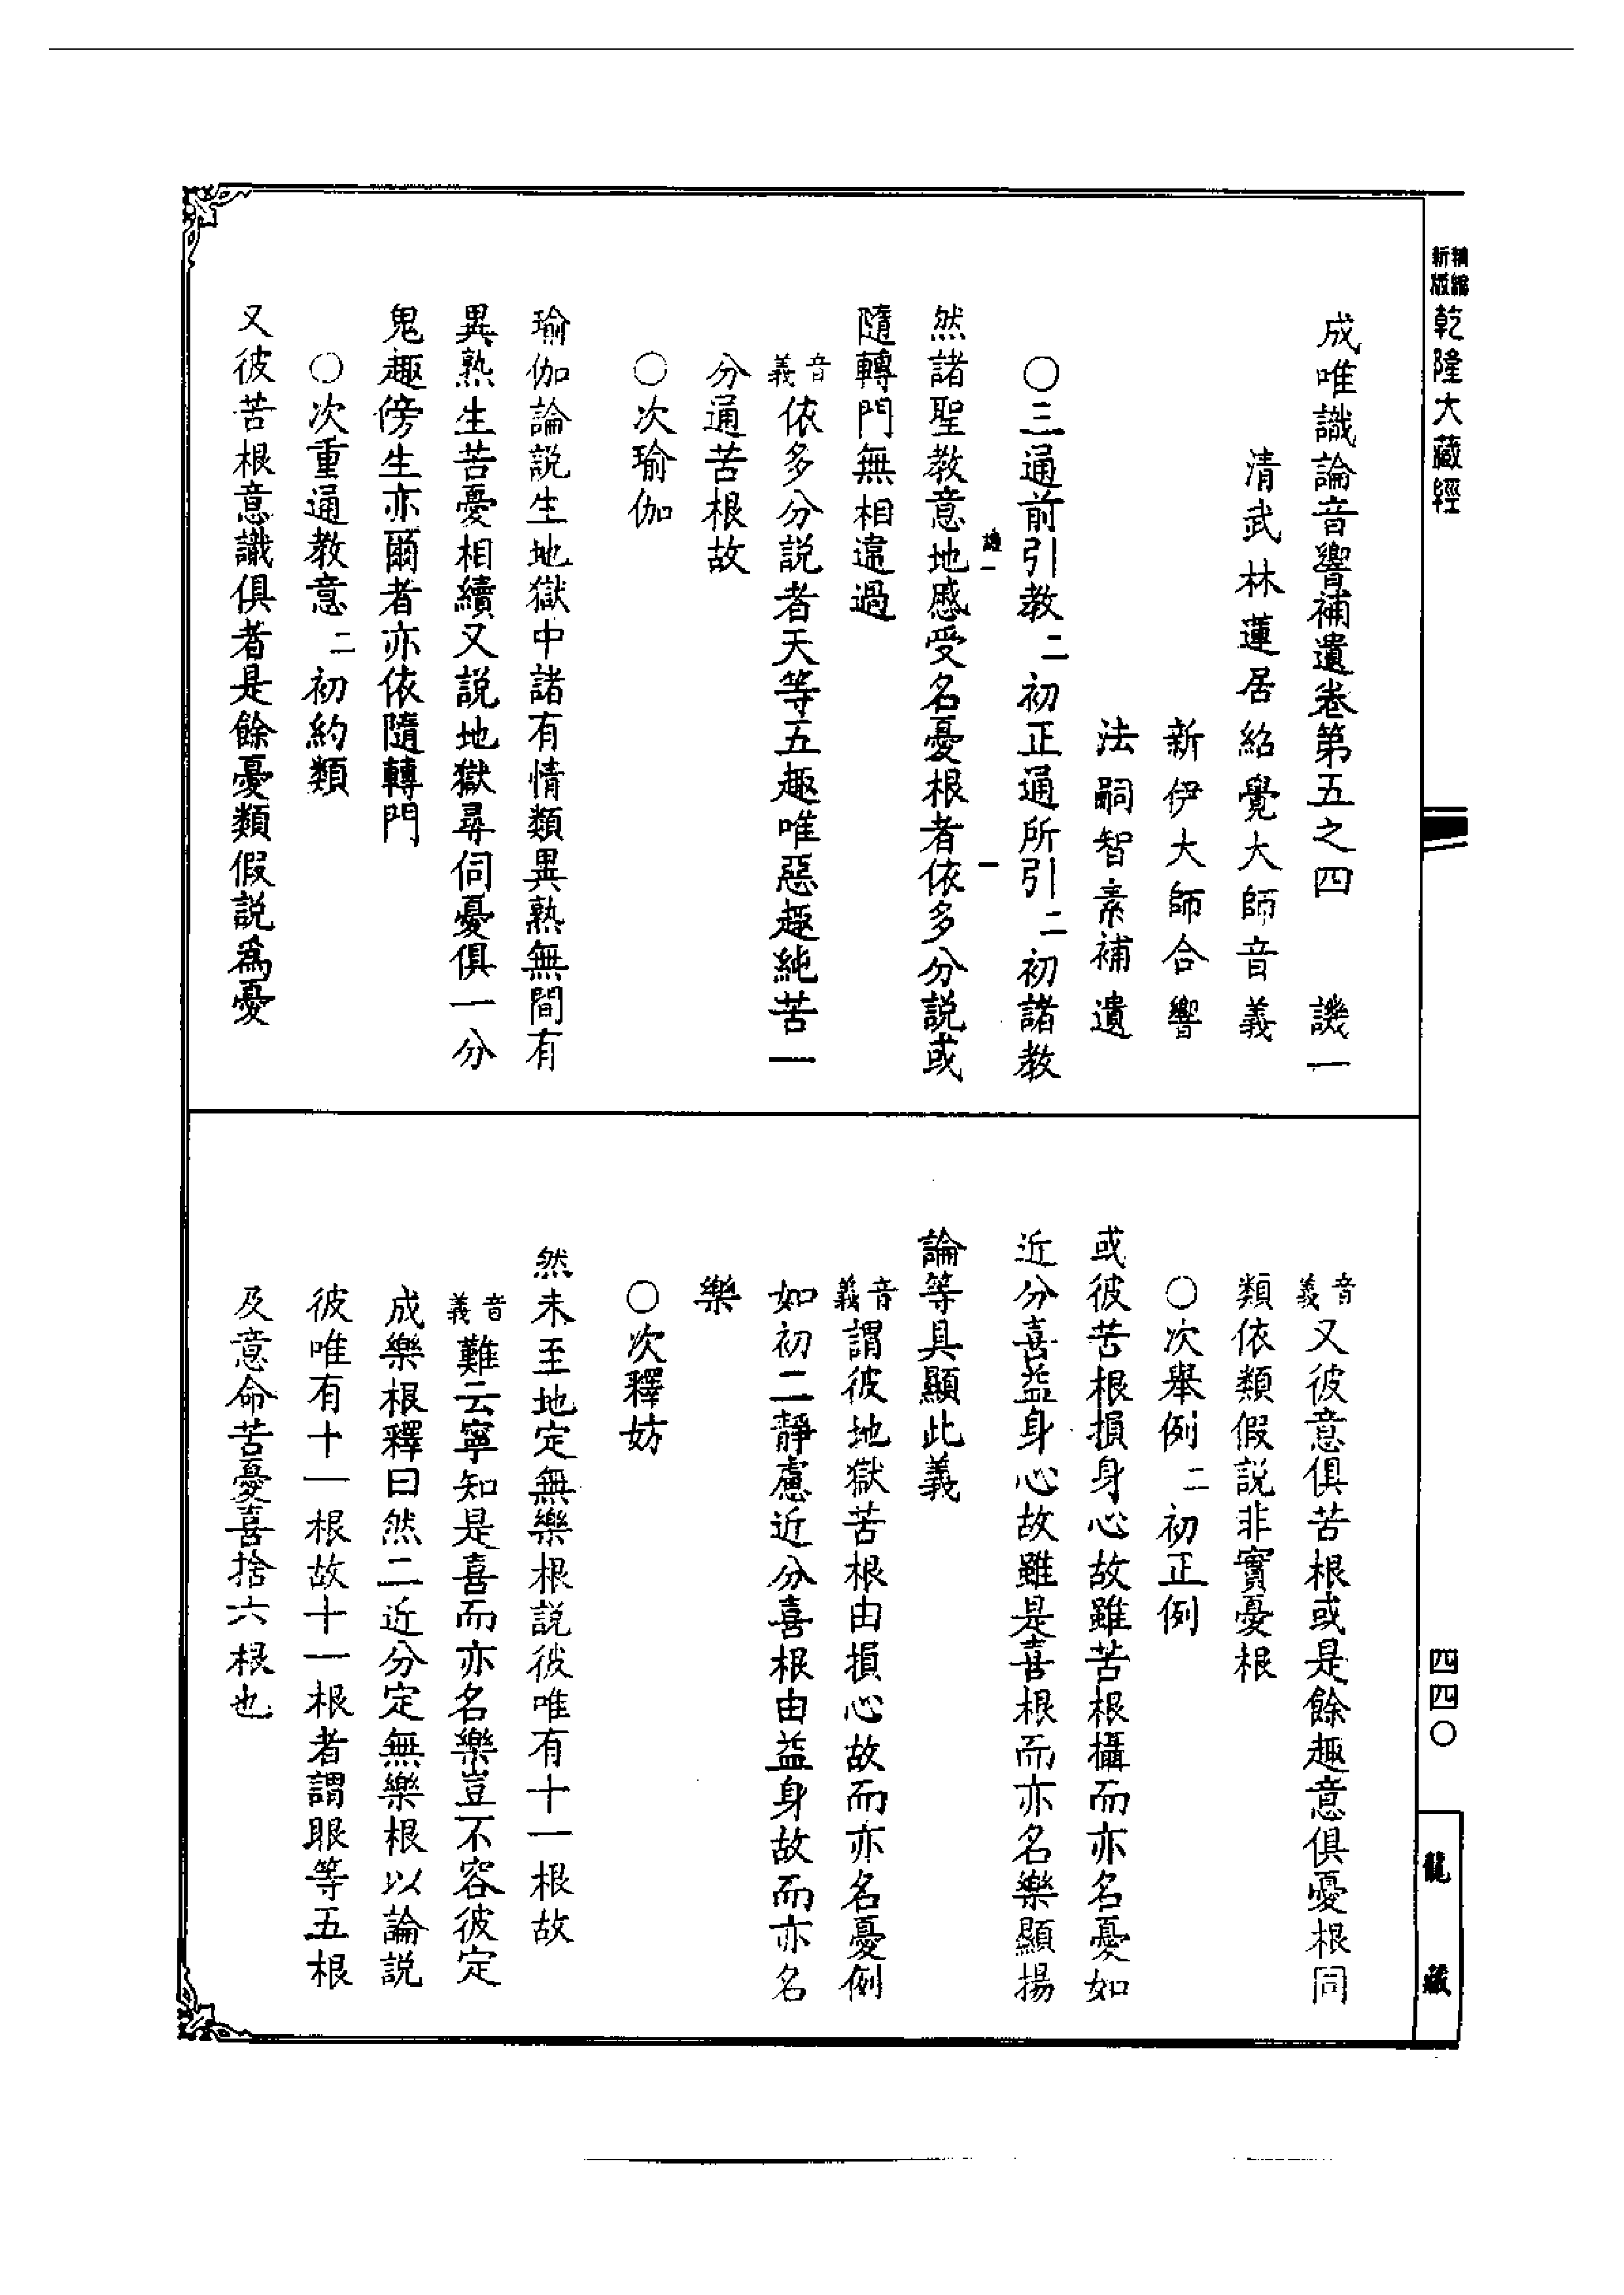 精縮新版乾隆大藏經
成唯識論音響補遺卷第五之四 譏一
清武林蓮居紹覺大師音義
新伊大師合響
法嗣智素補遺
○三通前引教二初正通所引二初諸教
譏一 一
然諸聖教意地慼受名憂根者依多分說或
隨轉門無相違過
音義依多分說者天等五趣唯惡趣純苦一
分通苦根故
○次瑜伽
瑜伽論說生地獄中諸有情類異熟無間有
異熟生苦憂相續又說地獄尋伺憂俱一分
鬼趣傍生亦爾者亦依隨轉門
○次重通教意二初約類
又彼苦根意識俱者是餘憂類假說為憂
音義又彼意俱苦根或是餘趣意俱憂根同
類依類假說非實憂根
○次舉例二初正例
或彼苦根損身心故雖苦根攝而亦名憂如
近分喜益身心故雖是喜根而亦名樂顯揚
論等具顯此義
音義謂彼地獄苦根由損心故而亦名憂例
如初二靜慮近分喜根由益身故而亦名
樂
○次釋妨
然未至地定無樂根說彼唯有十一根故
音義難云寧知是喜而亦名樂豈不容彼定
成樂根釋曰然二近分定無樂根以論說
彼唯有十一根故十一根者謂眼等五根
及意命苦憂喜捨六根也
四四○
龍藏